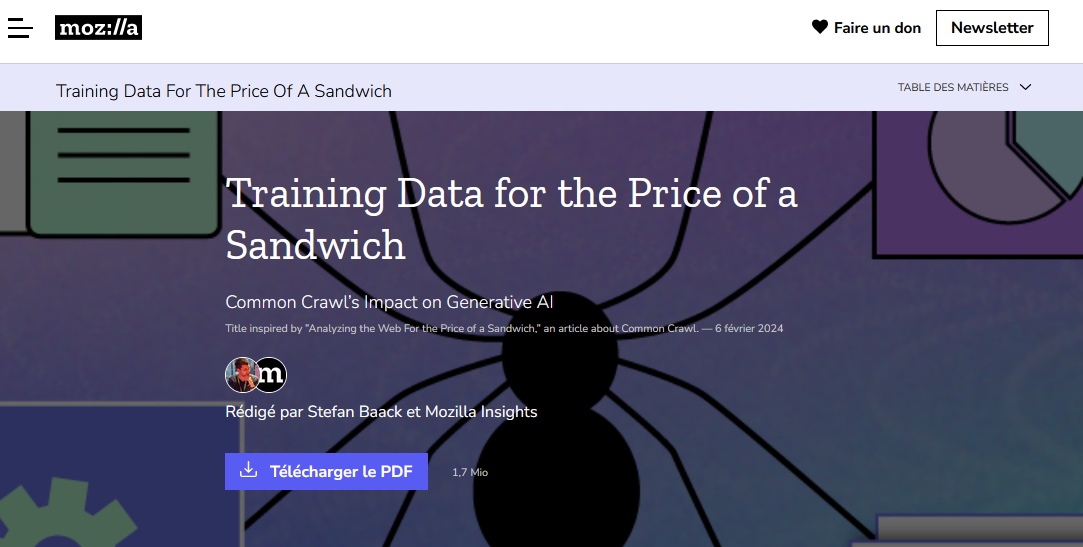 moz://a
Faire un don
Newsletter
Training Data For The Price Of A Sandwich
TABLE DES MATIÈRES
Training Data for the Price of a
Sandwich
Common Crawl's Impact on Generative AI
Title inspired by "Analyzing the Web For the Price of a Sandwich," an article about Common Crawl. — 6 février 2024
m
Rédigé par Stefan Baack et Mozilla Insights
Télécharger le PDF
1,7 Mio